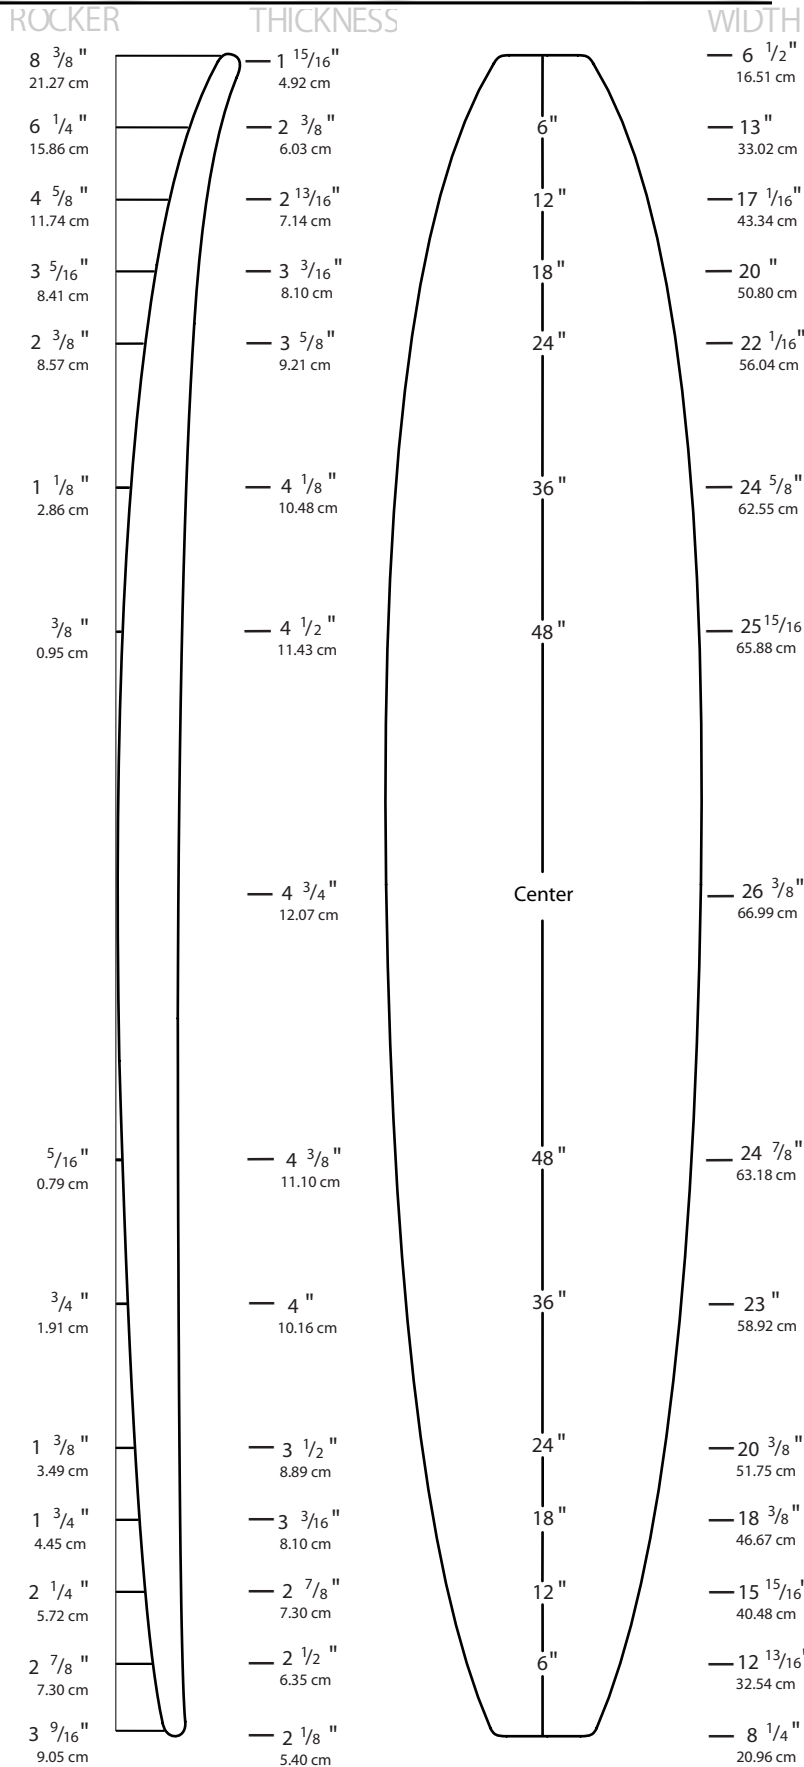 ROCKER THICKNESS WIDTH
8 3/8" 1 15/16" 6 1/2"
21.27 cm 4.92 cm 16.51 cm
6 1/4" 2 3/8" 6" 13"
15.86 cm 6.03 cm 33.02 cm
4 5/8" 2 13/16" 12" 17 1/16"
11.74 cm 7.14 cm 43.34 cm
3 5/16" 3 3/16" 18" 20"
8.41 cm 8.10 cm 50.80 cm
2 3/8" 3 5/8" 24" 22 1/16"
8.57 cm 9.21 cm 56.04 cm
1 1/8" 4 1/8" 36" 24 5/8"
2.86 cm 10.48 cm 62.55 cm
3/8" 4 1/2" 48" 25 15/16
0.95 cm 11.43 cm 65.88 cm
4 3/4" Center 26 3/8"
12.07 cm 66.99 cm
5/16" 4 3/8" 48" 24 7/8"
0.79 cm 11.10 cm 63.18 cm
3/4" 4" 36" 23"
1.91 cm 10.16 cm 58.92 cm
1 3/8" 3 1/2" 24" 20 3/8"
3.49 cm 8.89 cm 51.75 cm
1 3/4" 3 3/16" 18" 18 3/8"
4.45 cm 8.10 cm 46.67 cm
2 1/4" 2 7/8" 12" 15 15/16"
5.72 cm 7.30 cm 40.48 cm
2 7/8" 2 1/2" 6" 12 13/16"
7.30 cm 6.35 cm 32.54 cm
3 9/16" 2 1/8" 8 1/4"
9.05 cm 5.40 cm 20.96 cm